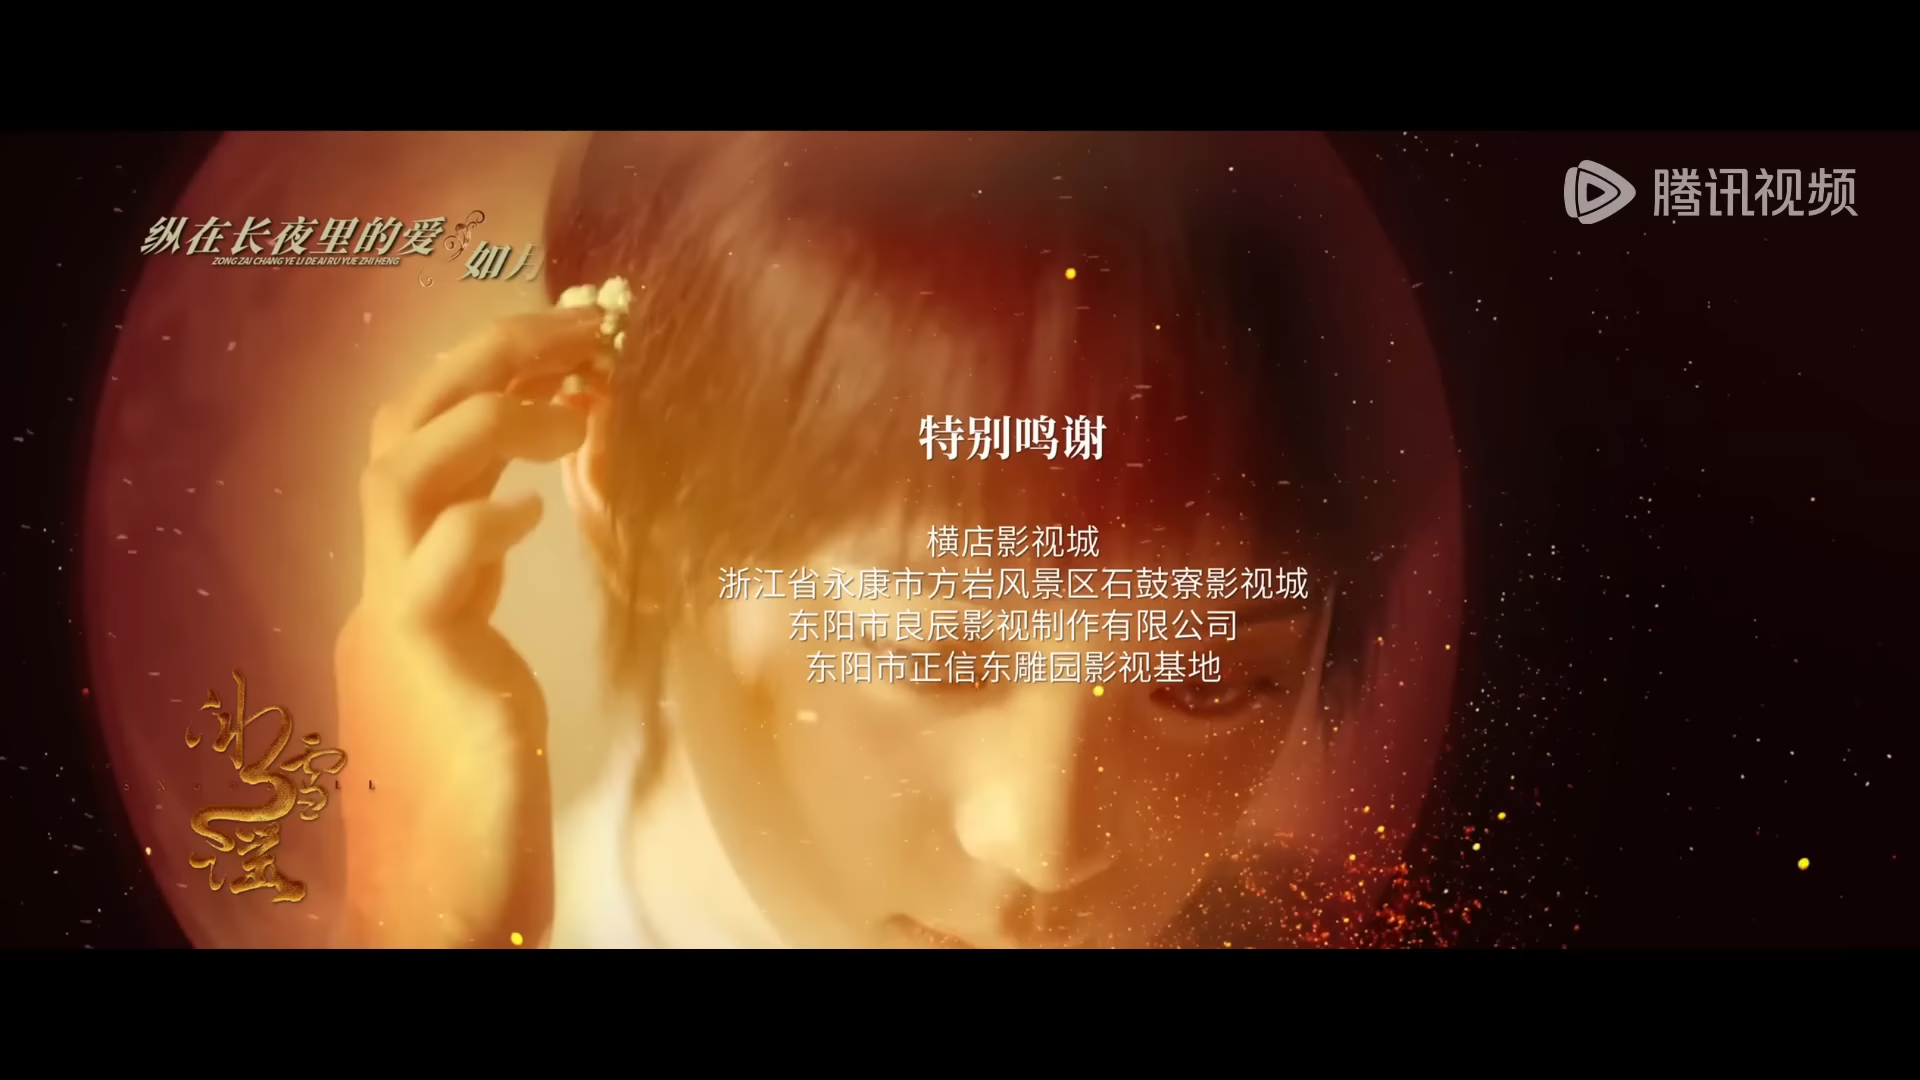 腾讯视频
纵在长夜里的爱
如月
ZONG ZAI CHANG YE LI DE AI RU YUE ZHI HENG
特别鸣谢
横店影视城
浙江省永康市方岩风景区石鼓寮影视城
东阳市良辰影视制作有限公司
东阳市正信东雕园影视基地
冰雪谣